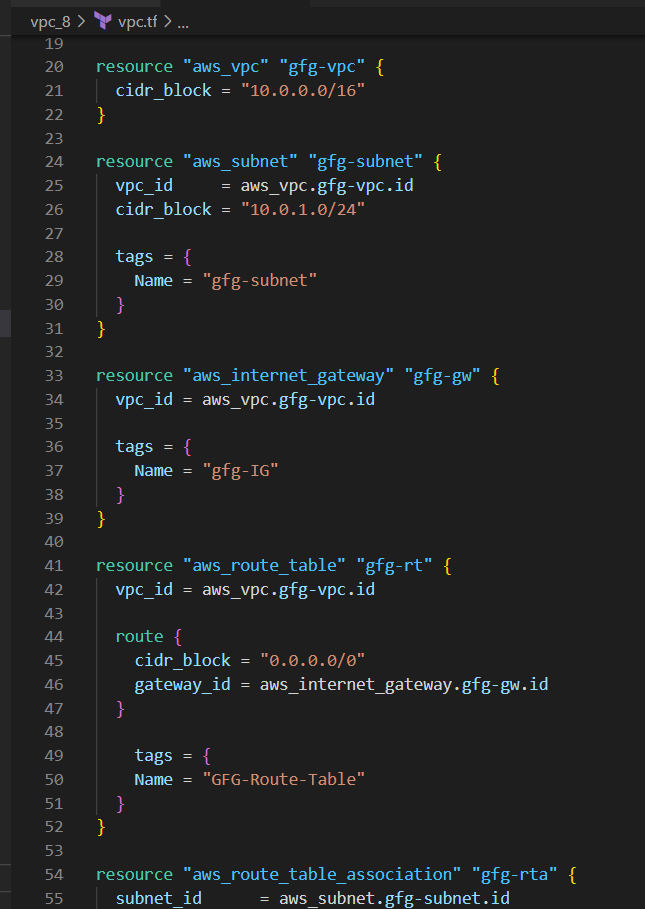 vpc_8 > vpc.tf > ...
19
20 resource "aws_vpc" "gfg-vpc" {
21   cidr_block = "10.0.0.0/16"
22 }
23
24 resource "aws_subnet" "gfg-subnet" {
25   vpc_id     = aws_vpc.gfg-vpc.id
26   cidr_block = "10.0.1.0/24"
27
28   tags = {
29     Name = "gfg-subnet"
30   }
31 }
32
33 resource "aws_internet_gateway" "gfg-gw" {
34   vpc_id = aws_vpc.gfg-vpc.id
35
36   tags = {
37     Name = "gfg-IG"
38   }
39 }
40
41 resource "aws_route_table" "gfg-rt" {
42   vpc_id = aws_vpc.gfg-vpc.id
43
44   route {
45     cidr_block = "0.0.0.0/0"
46     gateway_id = aws_internet_gateway.gfg-gw.id
47   }
48
49     tags = {
50     Name = "GFG-Route-Table"
51   }
52 }
53
54 resource "aws_route_table_association" "gfg-rta" {
55   subnet_id      = aws_subnet.gfg-subnet.id